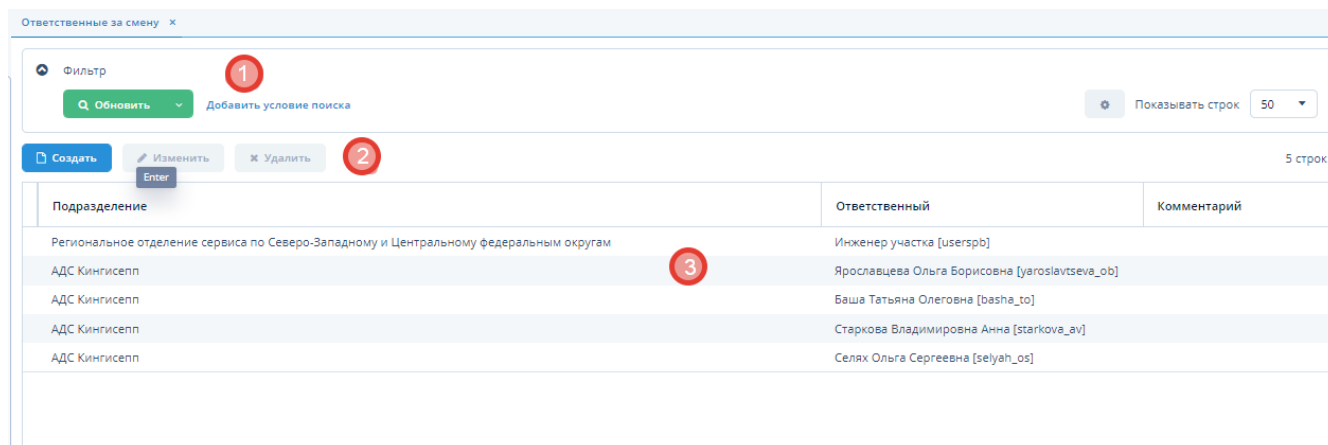 Ответственные за смену ×
Фильтр
1
Обновить
Добавить условие поиска
Показывать строк 50
Создать
Изменить
Удалить
2
5 строк
Enter
Подразделение Ответственный Комментарий
Региональное отделение сервиса по Северо-Западному и Центральному федеральным округам Инженер участка [userspb]
3
АДС Кингисепп Ярославцева Ольга Борисовна [yaroslavtseva_ob]
АДС Кингисепп Баша Татьяна Олеговна [basha_to]
АДС Кингисепп Старкова Владимировна Анна [starkova_av]
АДС Кингисепп Селях Ольга Сергеевна [selyah_os]